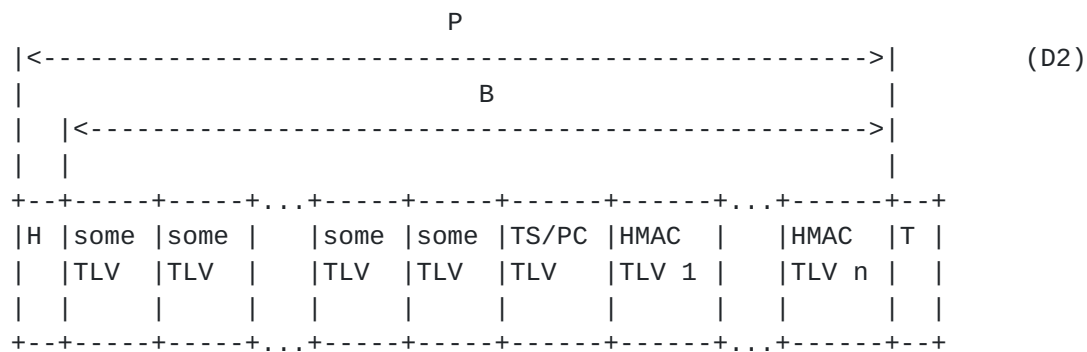 P
|<----------------------------------------------------->|        (D2)
|                             B                         |
|  |<-------------------------------------------------->|
|  |                                                    |
+--+-----+-----+...+-----+-----+------+------+...+------+--+
|H |some |some |   |some |some |TS/PC |HMAC  |   |HMAC  |T |
|  |TLV  |TLV  |   |TLV  |TLV  |TLV   |TLV 1 |   |TLV n |  |
|  |     |     |   |     |     |      |      |   |      |  |
+--+-----+-----+...+-----+-----+------+------+...+------+--+